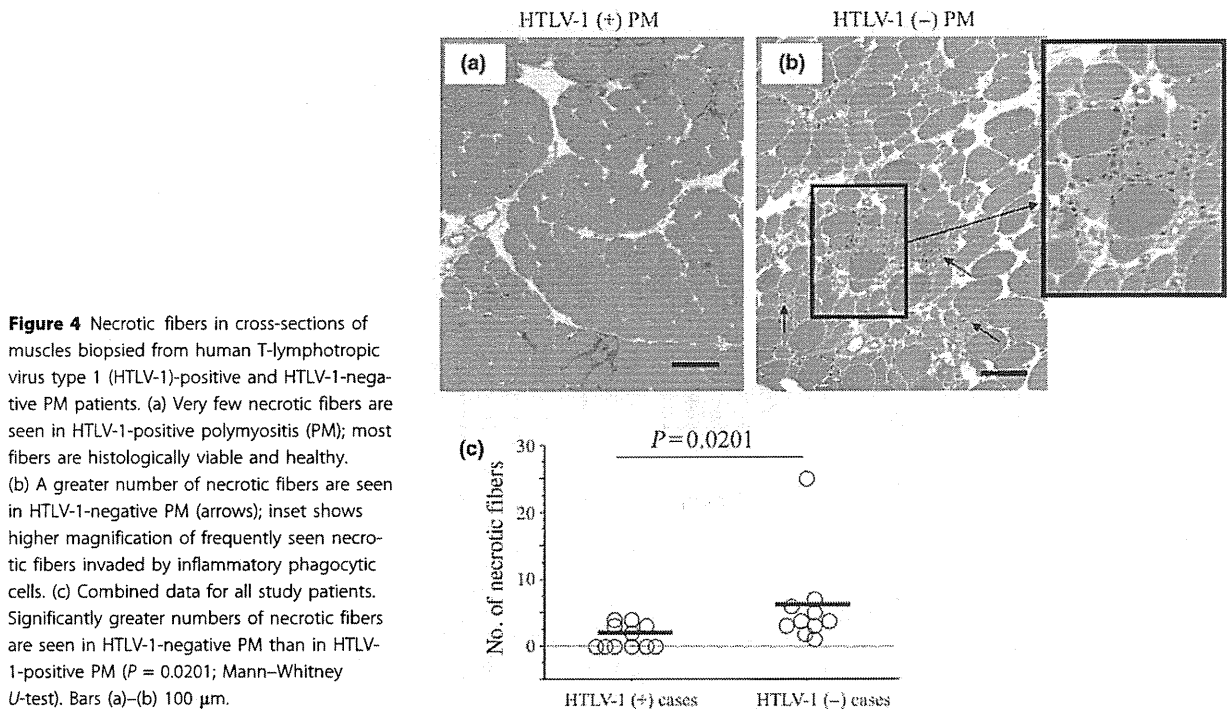 HTLV-1 (+) PM
HTLV-1 (−) PM
(a)
(b)
Figure 4 Necrotic fibers in cross-sections of
muscles biopsied from human T-lymphotropic
virus type 1 (HTLV-1)-positive and HTLV-1-nega-
tive PM patients. (a) Very few necrotic fibers are
seen in HTLV-1-positive polymyositis (PM); most
fibers are histologically viable and healthy.
(b) A greater number of necrotic fibers are seen
in HTLV-1-negative PM (arrows); inset shows
higher magnification of frequently seen necro-
tic fibers invaded by inflammatory phagocytic
cells. (c) Combined data for all study patients.
Significantly greater numbers of necrotic fibers
are seen in HTLV-1-negative PM than in HTLV-
1-positive PM (P = 0.0201; Mann–Whitney
U-test). Bars (a)–(b) 100 μm.
(c)
P=0.0201
No. of necrotic fibers
30
20
10
0
HTLV-1 (+) cases
HTLV-1 (−) cases